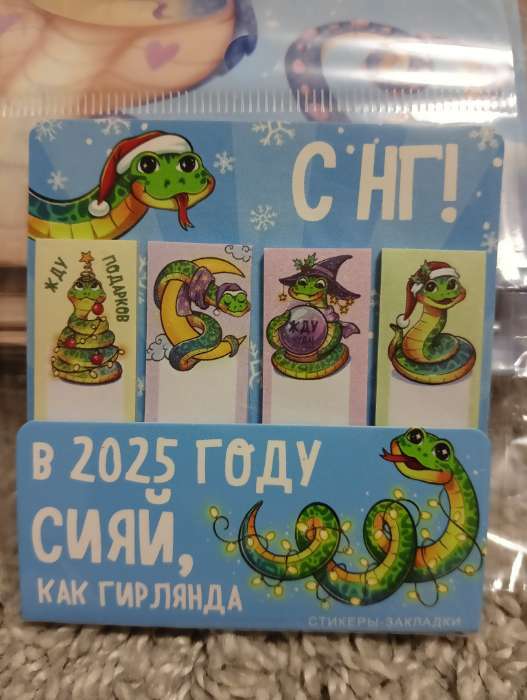 С НГ!
ЖДУ
ПОДАРКОВ
ЖДУ
В 2025 ГОДУ
СИЯЙ,
КАК ГИРЛЯНДА
СТИКЕРЫ-ЗАКЛАДКИ